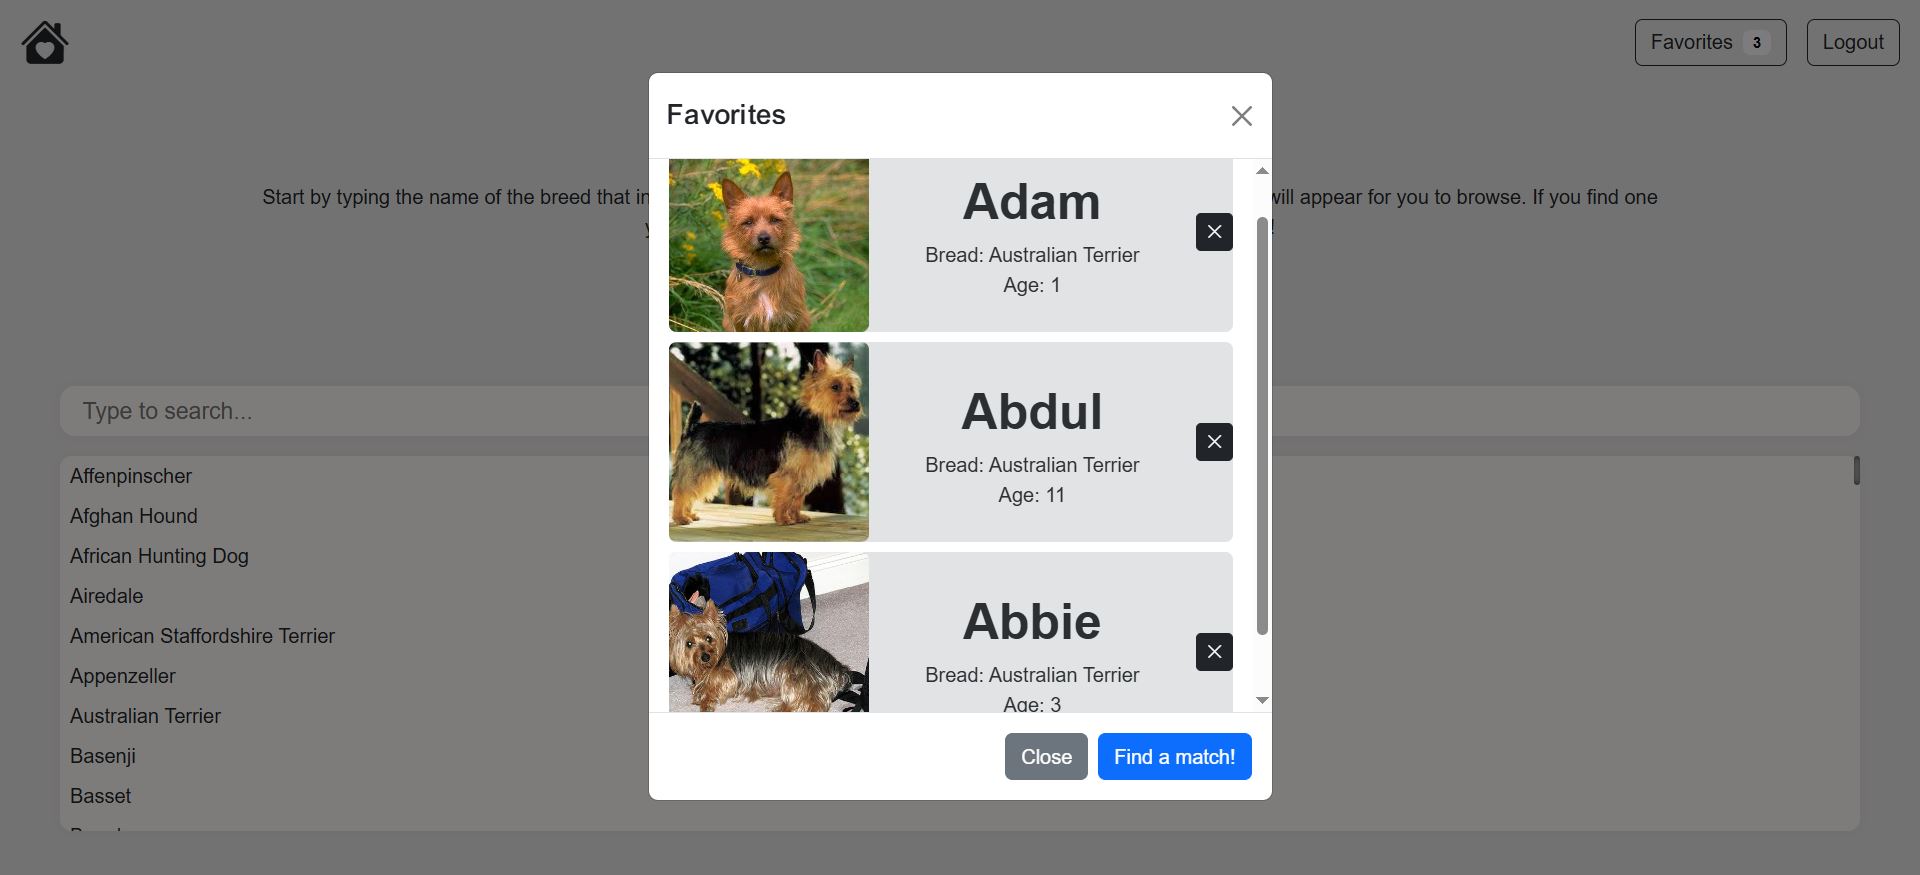 Favorites 3
Logout
Favorites
Start by typing the name of the breed that
will appear for you to browse. If you find one
Adam
Bread: Australian Terrier
Age: 1
Abdul
Bread: Australian Terrier
Age: 11
Abbie
Bread: Australian Terrier
Age: 3
Type to search...
Affenpinscher
Afghan Hound
African Hunting Dog
Airedale
American Staffordshire Terrier
Appenzeller
Australian Terrier
Basenji
Basset
Close
Find a match!